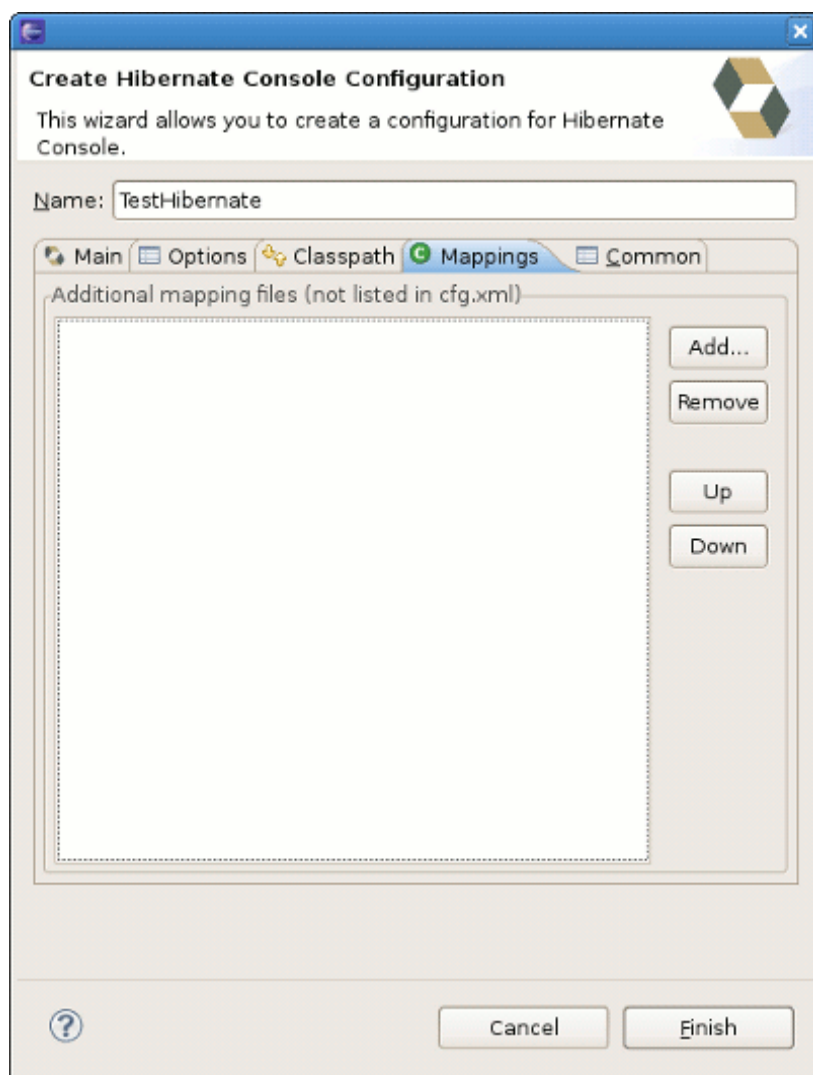 Create Hibernate Console Configuration
This wizard allows you to create a configuration for Hibernate
Console.
Name: TestHibernate
Main Options Classpath Mappings Common
Additional mapping files (not listed in cfg.xml)
Add...
Remove
Up
Down
Cancel Finish